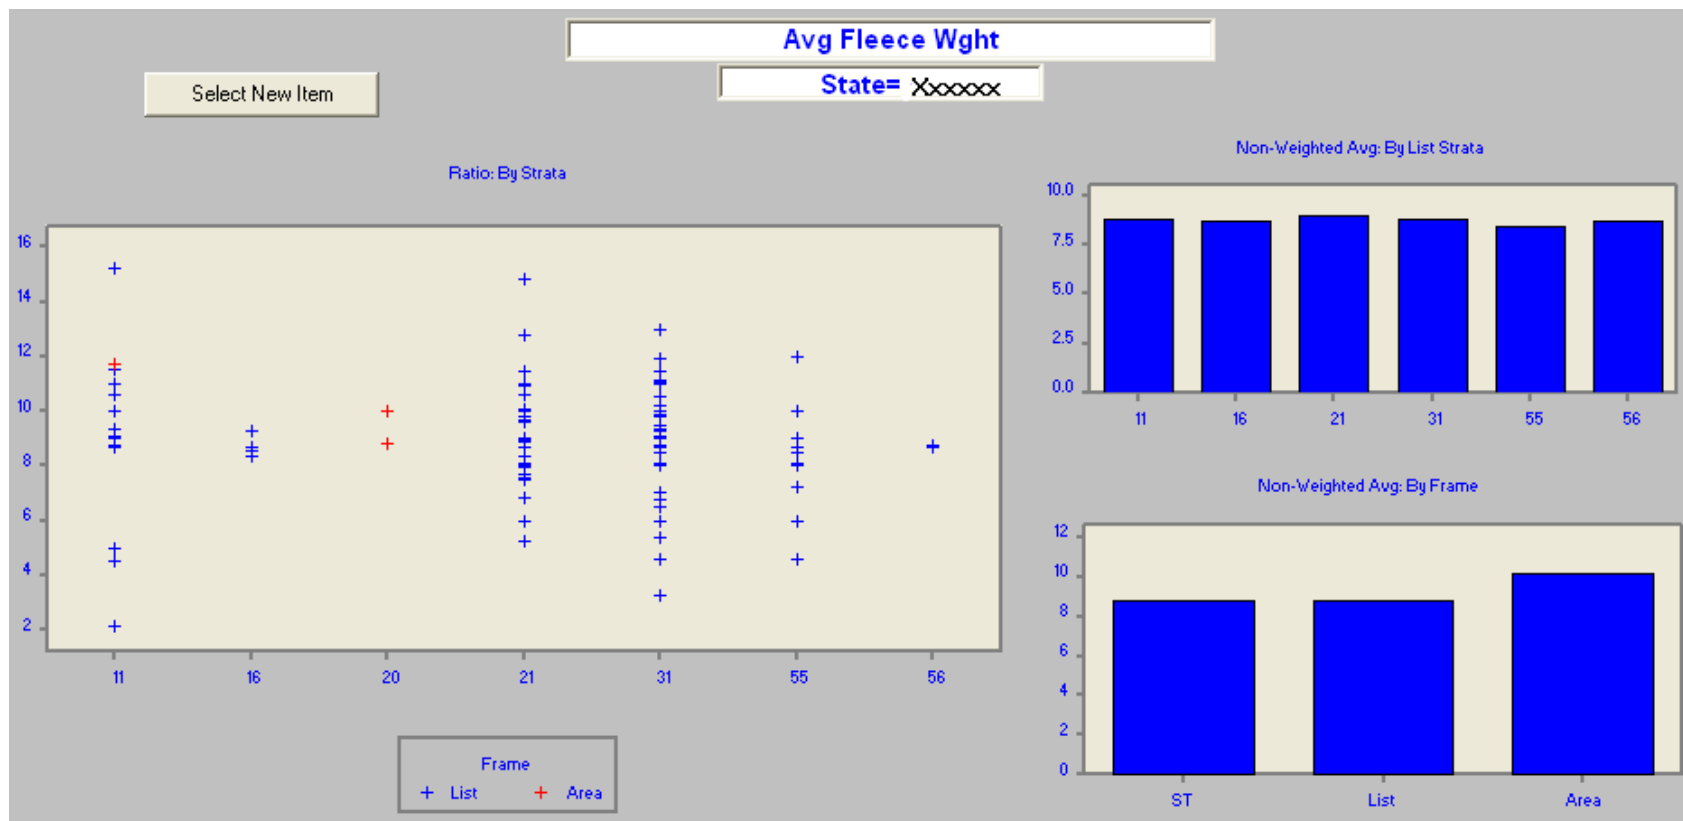 Avg Fleece Wght
State= Xxxxxx
Select New Item
Ratio: By Strata
16
14
12
10
8
6
4
2
11 16 20 21 31 55 56
Frame
+ List + Area
Non-Weighted Avg: By List Strata
10.0
7.5
5.0
2.5
0.0
11 16 21 31 55 56
Non-Weighted Avg: By Frame
12
10
8
6
4
2
0
ST List Area